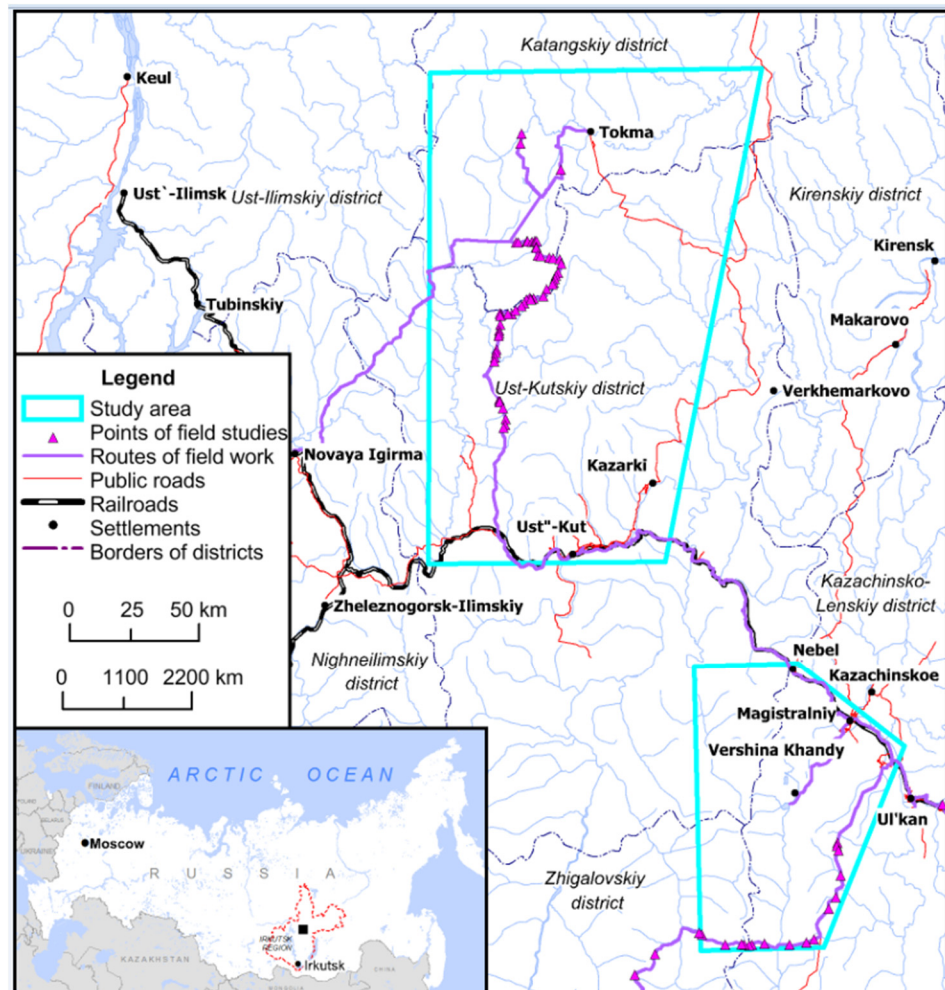 Katangskiy district
Keul
Tokma
Ust`-Ilimsk
Ust-Ilimskiy district
Kirenskiy district
Kirensk
Tubinskiy
Makarovo
Ust-Kutskiy district
Verkhemarkovo
Legend
Study area
Points of field studies
Routes of field work
Public roads
Railroads
Settlements
Borders of districts
0 25 50 km
0 1100 2200 km
Novaya Igirma
Kazarki
Ust"-Kut
Zheleznogorsk-Ilimskiy
Kazachinsko-
Lenskiy district
Nighneilimskiy
district
Nebel
Kazachinskoe
Magistralniy
Vershina Khandy
Ul'kan
Zhigalovskiy
district
ARCTIC OCEAN
FINLAND
Moscow
UKRAINE
RUSSIA
IRKUTSK
REGION
Irkutsk
KAZAKHSTAN
MONGOLIA
CHINA